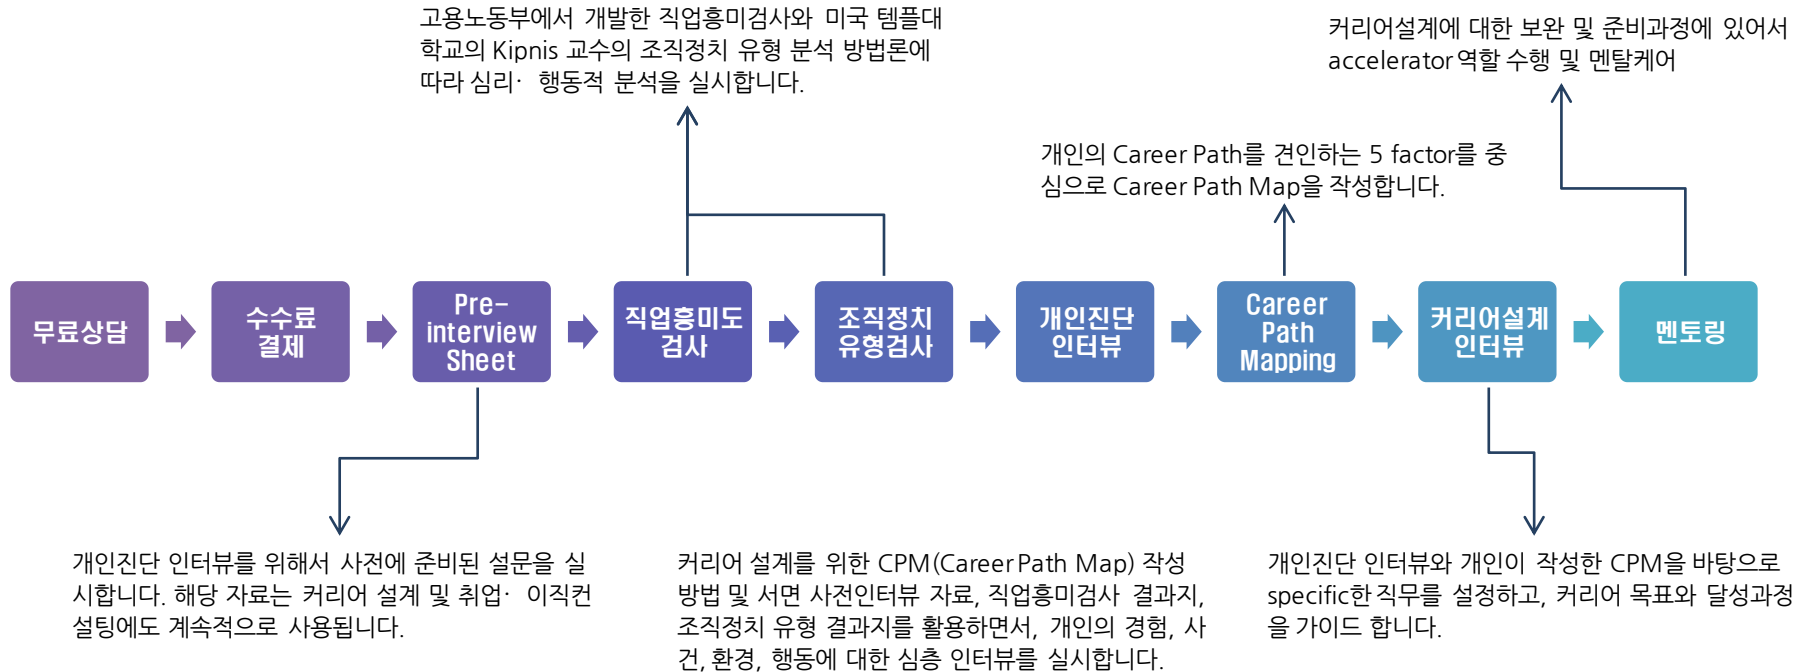 고용노동부에서 개발한 직업흥미검사와 미국 템플대
학교의 Kipnis 교수의 조직정치 유형 분석 방법론에
따라 심리· 행동적 분석을 실시합니다.
커리어설계에 대한 보완 및 준비과정에 있어서
accelerator 역할 수행 및 멘탈케어
개인의 Career Path를 견인하는 5 factor를 중
심으로 Career Path Map을 작성합니다.
무료상담
수수료
결제
Pre-
interview
Sheet
직업흥미도
검사
조직정치
유형검사
개인진단
인터뷰
Career
Path
Mapping
커리어설계
인터뷰
멘토링
개인진단 인터뷰를 위해서 사전에 준비된 설문을 실
시합니다. 해당 자료는 커리어 설계 및 취업· 이직컨
설팅에도 계속적으로 사용됩니다.
커리어 설계를 위한 CPM(Career Path Map) 작성
방법 및 서면 사전인터뷰 자료, 직업흥미검사 결과지,
조직정치 유형 결과지를 활용하면서, 개인의 경험, 사
건, 환경, 행동에 대한 심층 인터뷰를 실시합니다.
개인진단 인터뷰와 개인이 작성한 CPM을 바탕으로
specific한 직무를 설정하고, 커리어 목표와 달성과정
을 가이드 합니다.